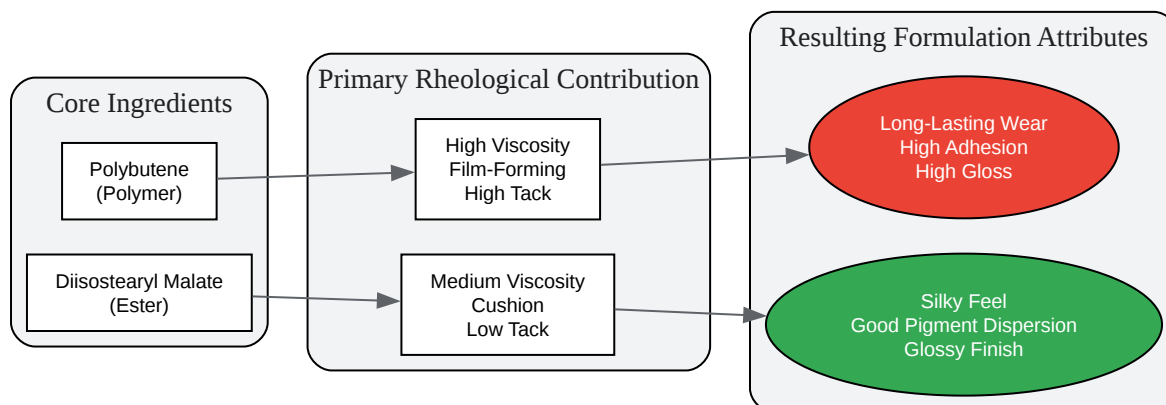 Core Ingredients
Polybutene
(Polymer)
Diisostearyl Malate
(Ester)
Primary Rheological Contribution
High Viscosity
Film-Forming
High Tack
Medium Viscosity
Cushion
Low Tack
Resulting Formulation Attributes
Long-Lasting Wear
High Adhesion
High Gloss
Silky Feel
Good Pigment Dispersion
Glossy Finish